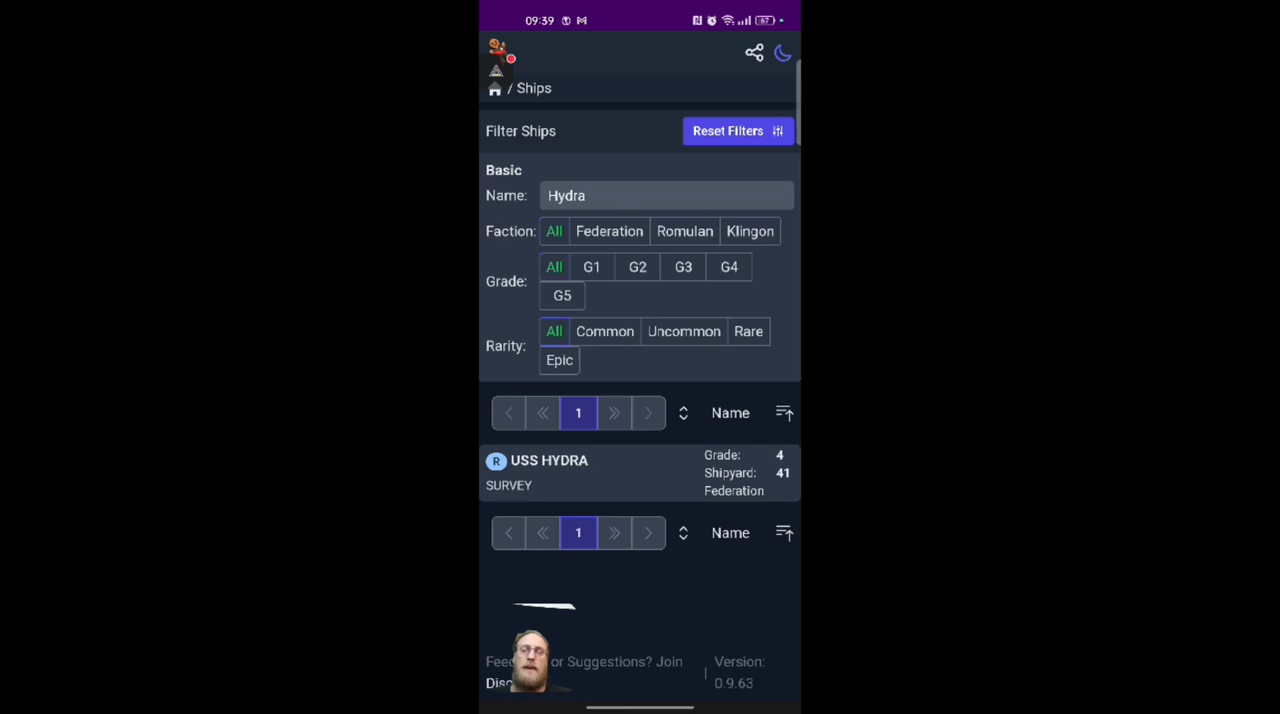 09:39
67
/ Ships
Filter Ships
Reset Filters
Basic
Name: Hydra
Faction: All Federation Romulan Klingon
Grade: All G1 G2 G3 G4
G5
Rarity: All Common Uncommon Rare
Epic
1 Name
R USS HYDRA
SURVEY
Grade: 4
Shipyard: 41
Federation
1 Name
or Suggestions? Join
Version:
0.9.63